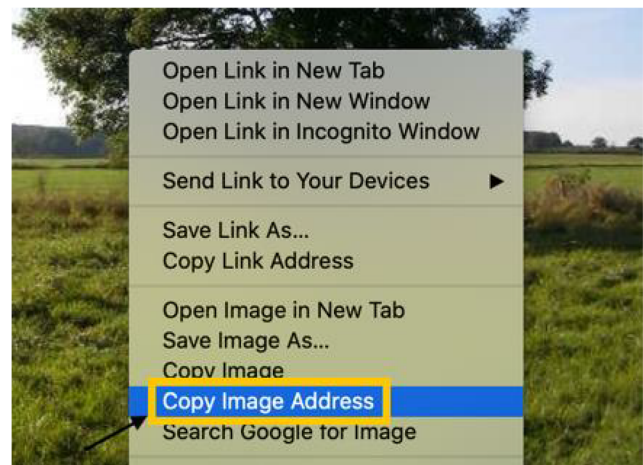 Open Link in New Tab
Open Link in New Window
Open Link in Incognito Window
Send Link to Your Devices
Save Link As...
Copy Link Address
Open Image in New Tab
Save Image As...
Copy Image
Copy Image Address
Search Google for Image